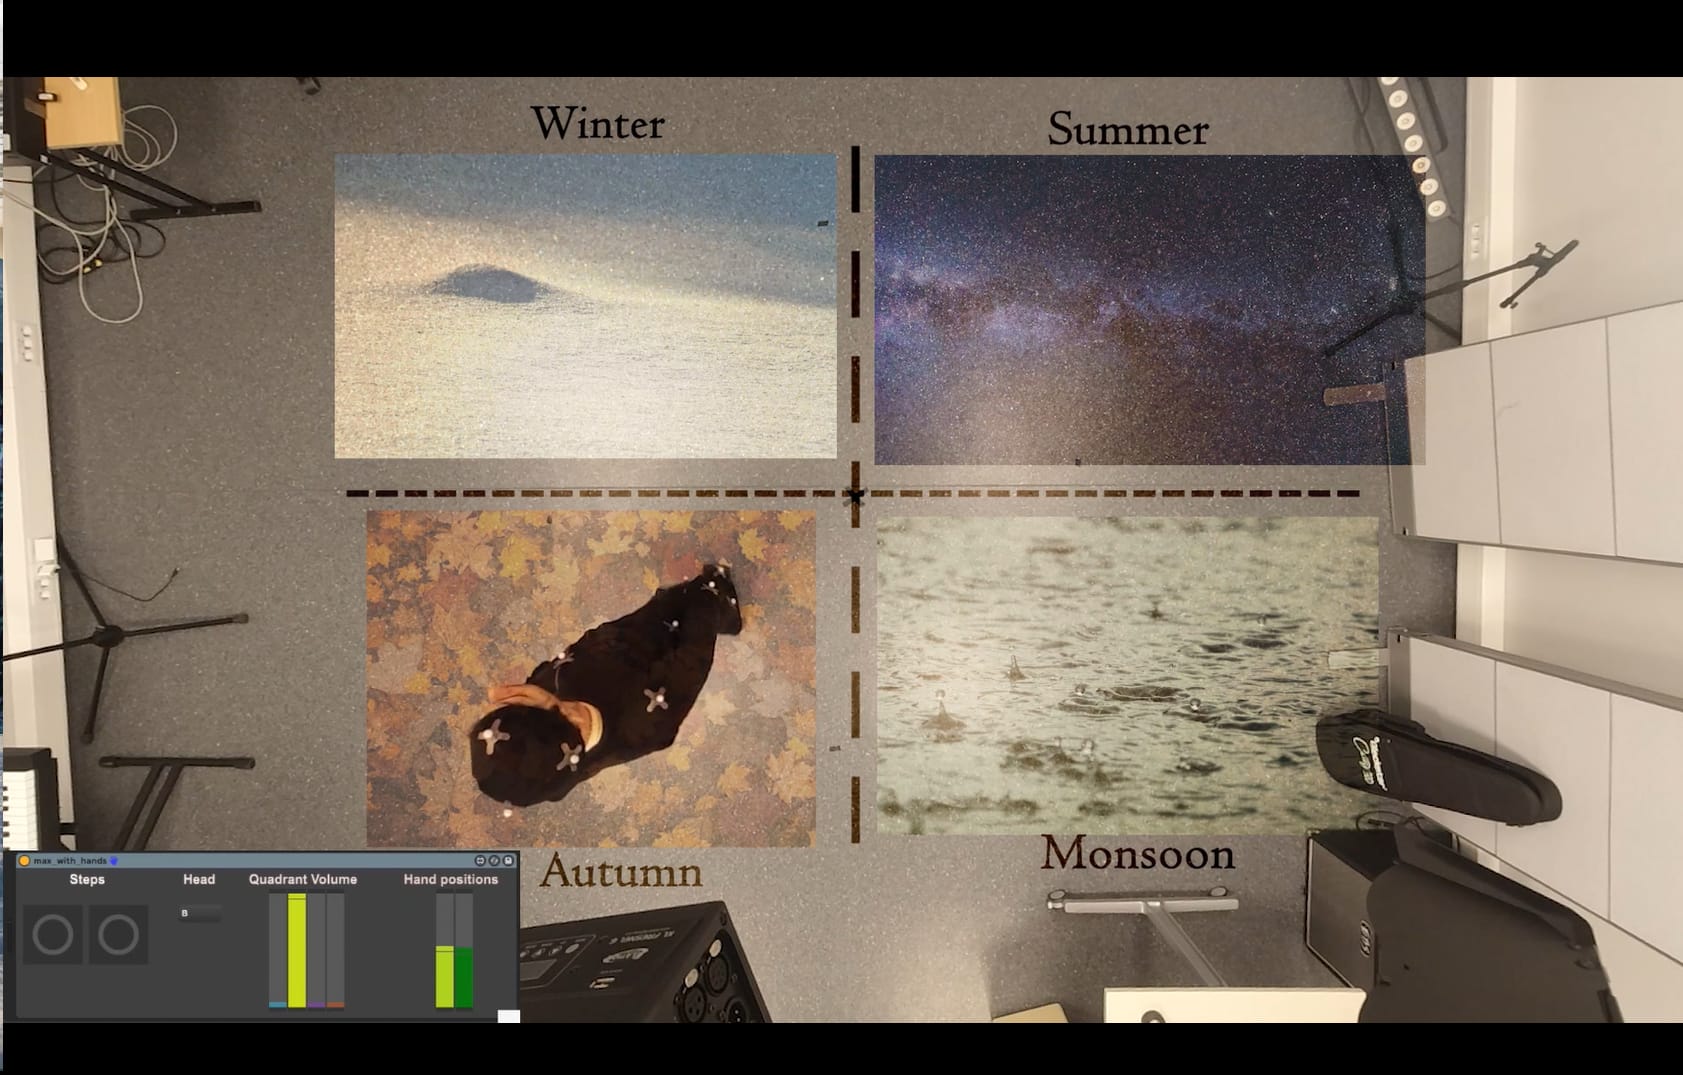 Winter
Summer
Autumn
Monsoon
max_with_hands
Steps
Head
Quadrant Volume
Hand positions
B